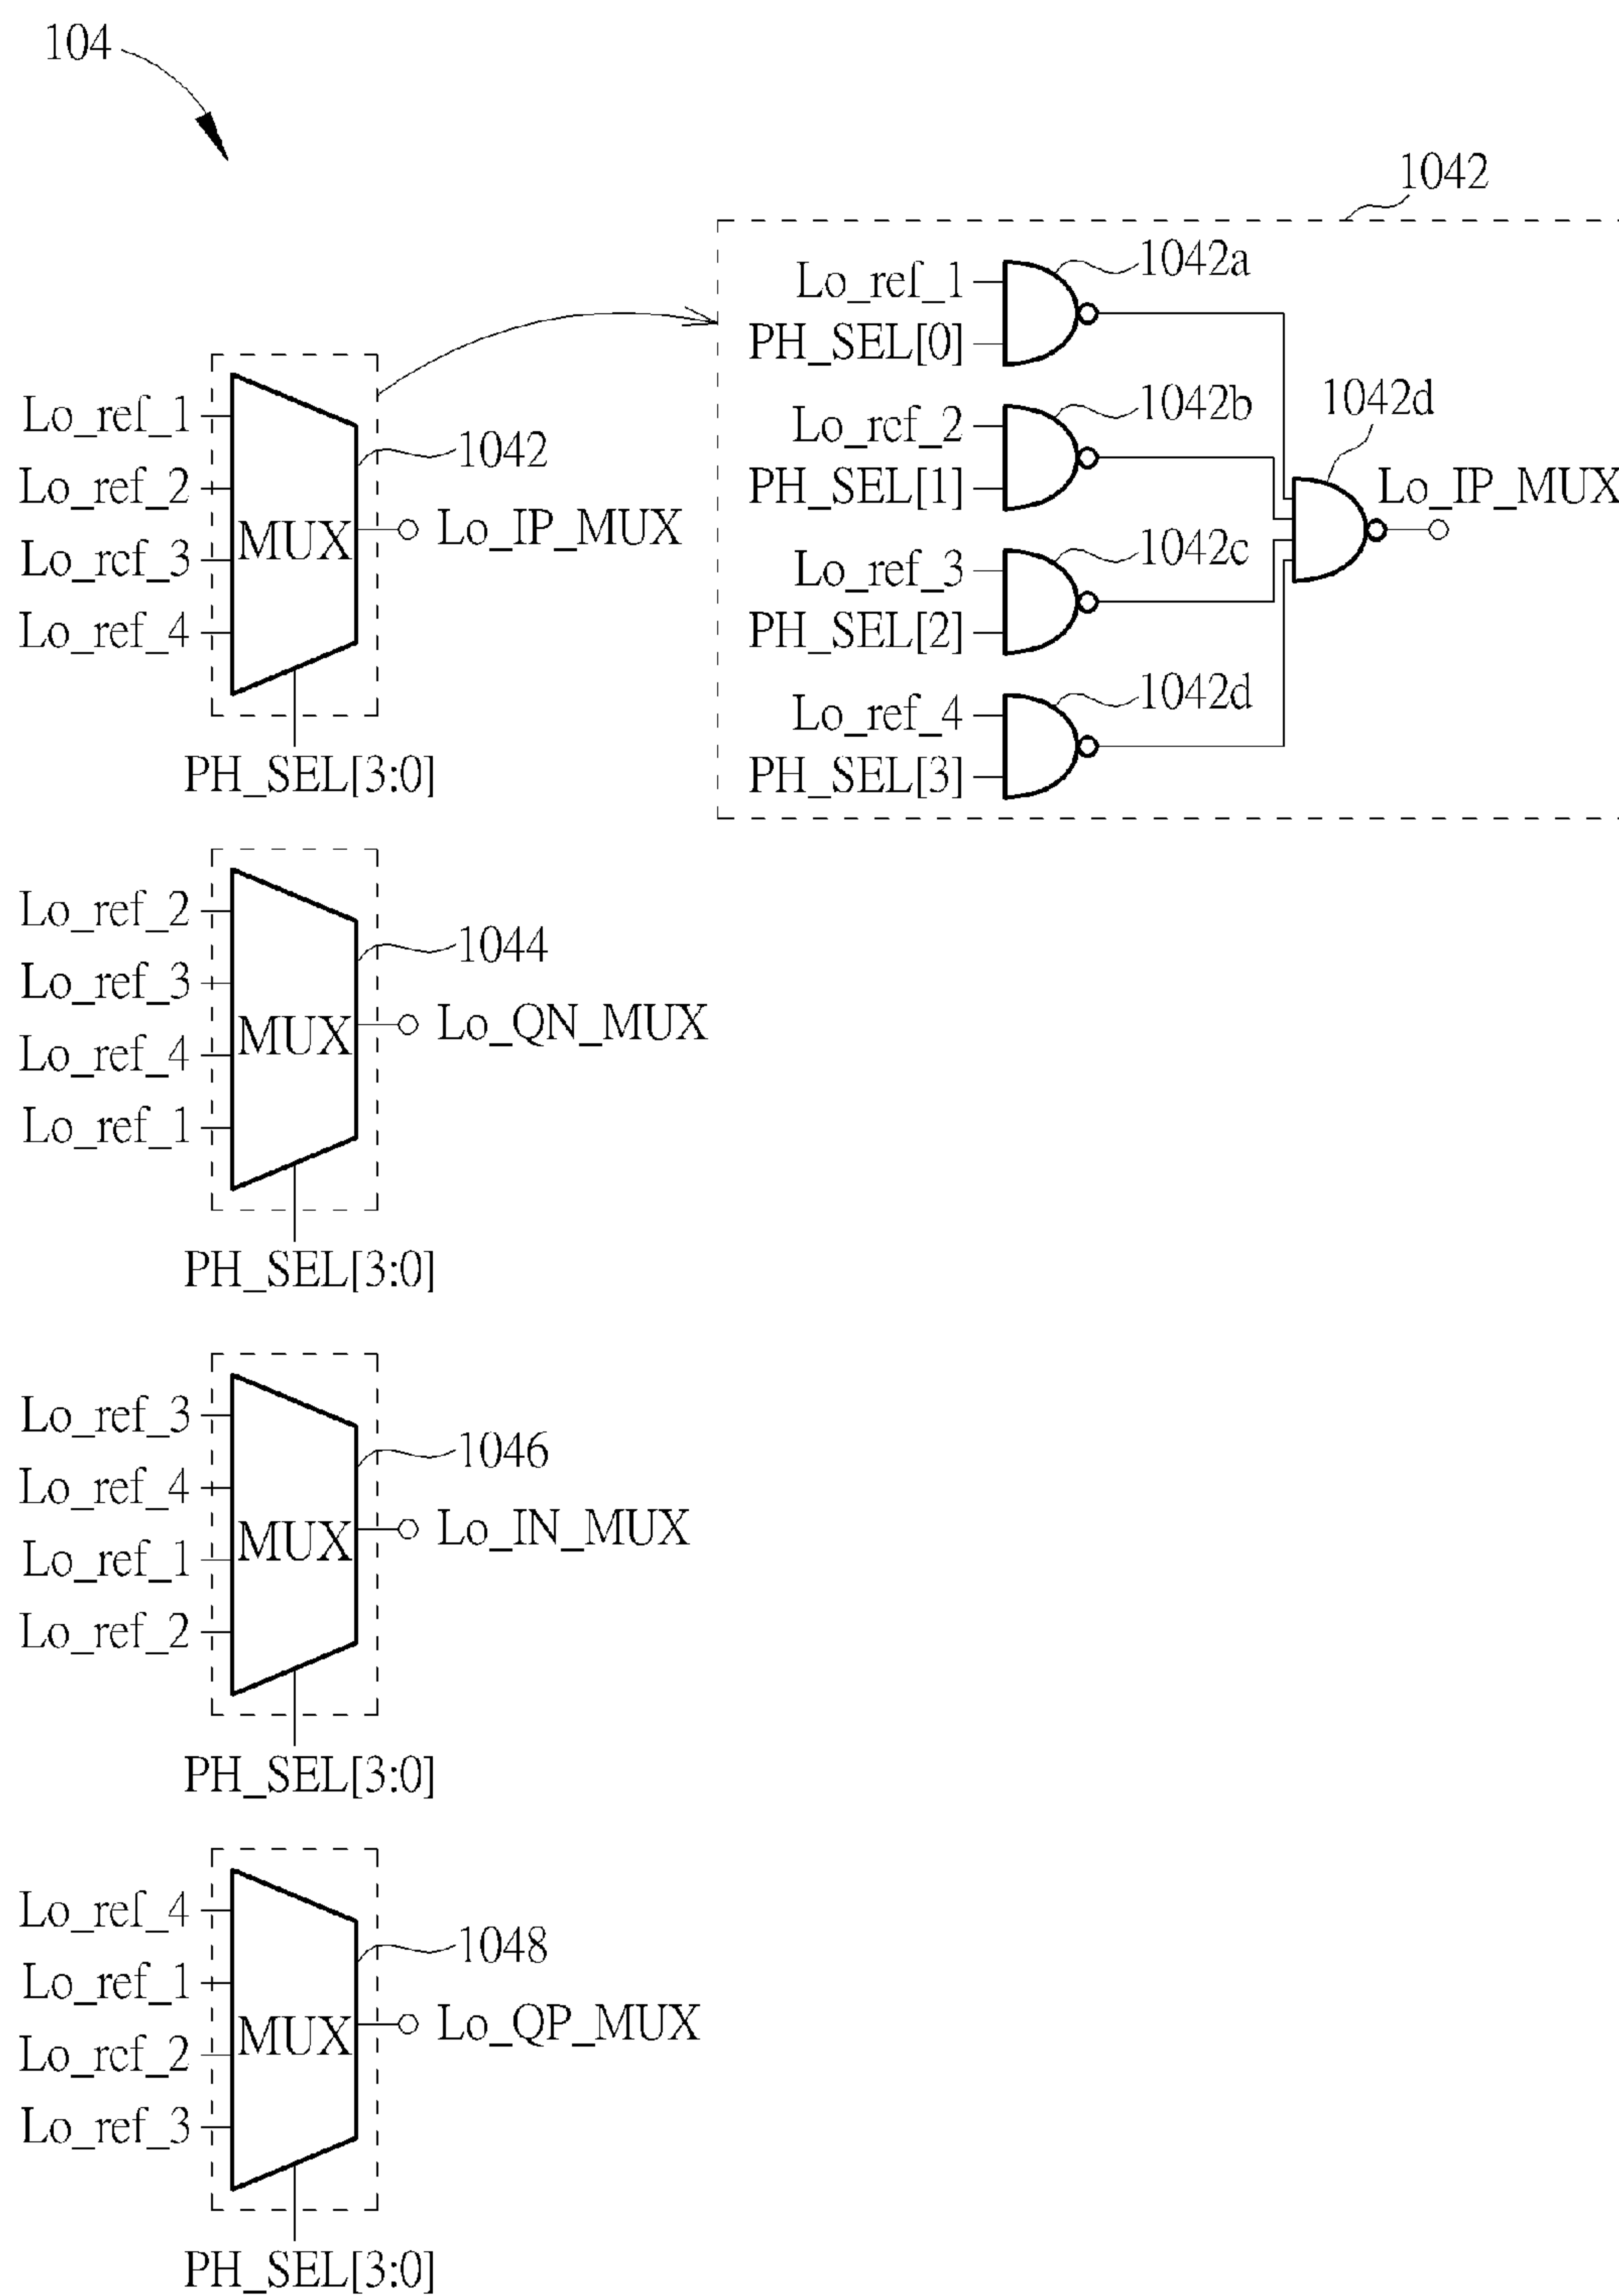 104
1042
Lo_ref_1
PH_SEL[0]
1042a
Lo_ref_2
PH_SEL[1]
1042b
Lo_ref_3
PH_SEL[2]
1042c
Lo_ref_4
PH_SEL[3]
1042d
1042d
Lo_IP_MUX
Lo_ref_1
Lo_ref_2
Lo_ref_3
Lo_ref_4
MUX
1042
Lo_IP_MUX
PH_SEL[3:0]
Lo_ref_2
Lo_ref_3
Lo_ref_4
Lo_ref_1
MUX
1044
Lo_QN_MUX
PH_SEL[3:0]
Lo_ref_3
Lo_ref_4
Lo_ref_1
Lo_ref_2
MUX
1046
Lo_IN_MUX
PH_SEL[3:0]
Lo_ref_4
Lo_ref_1
Lo_ref_2
Lo_ref_3
MUX
1048
Lo_QP_MUX
PH_SEL[3:0]